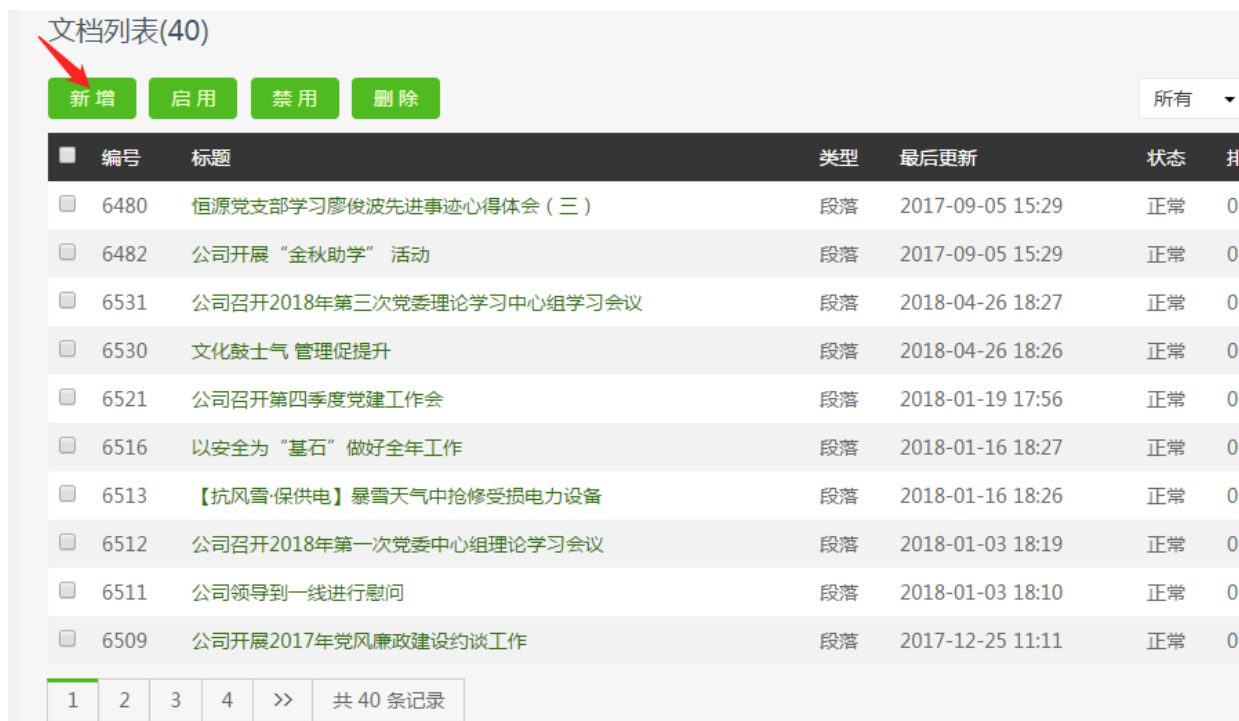 文档列表(40)
新增 启用 禁用 删除 所有
编号 标题 类型 最后更新 状态
6480 恒源党支部学习廖俊波先进事迹心得体会（三） 段落 2017-09-05 15:29 正常 0
6482 公司开展“金秋助学” 活动 段落 2017-09-05 15:29 正常 0
6531 公司召开2018年第三次党委理论学习中心组学习会议 段落 2018-04-26 18:27 正常 0
6530 文化鼓士气 管理促提升 段落 2018-04-26 18:26 正常 0
6521 公司召开第四季度党建工作会 段落 2018-01-19 17:56 正常 0
6516 以安全为“基石”做好全年工作 段落 2018-01-16 18:27 正常 0
6513 【抗风雪·保供电】暴雪天气中抢修受损电力设备 段落 2018-01-16 18:26 正常 0
6512 公司召开2018年第一次党委中心组理论学习会议 段落 2018-01-03 18:19 正常 0
6511 公司领导到一线进行慰问 段落 2018-01-03 18:10 正常 0
6509 公司开展2017年党风廉政建设约谈工作 段落 2017-12-25 11:11 正常 0
1 2 3 4 >> 共 40 条记录